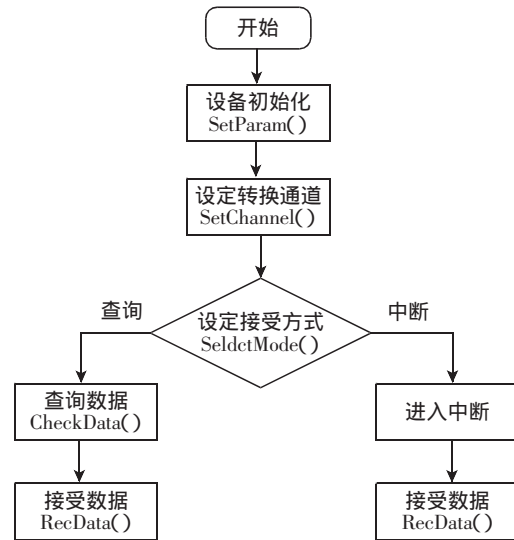 开始
设备初始化
SetParam()
设定转换通道
SetChannel()
设定接受方式
SeldctMode()
查询
中断
查询数据
CheckData()
进入中断
接受数据
RecData()
接受数据
RecData()